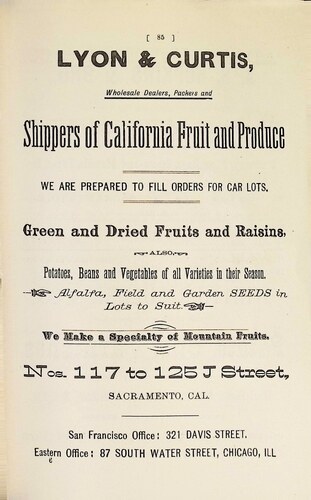 [ 85 ]
LYON & CURTIS,
Wholesale Dealers, Packers and
Shippers of California Fruit and Produce
WE ARE PREPARED TO FILL ORDERS FOR CAR LOTS.
Green and Dried Fruits and Raisins,
ALSO,
Potatoes, Beans and Vegetables of all Varieties in their Season.
Alfalfa, Field and Garden SEEDS in
Lots to Suit.
We Make a Specialty of Mountain Fruits.
Nos. 117 to 125 J Street,
SACRAMENTO, CAL.
San Francisco Office: 321 DAVIS STREET.
Eastern Office: 87 SOUTH WATER STREET, CHICAGO, ILL
6